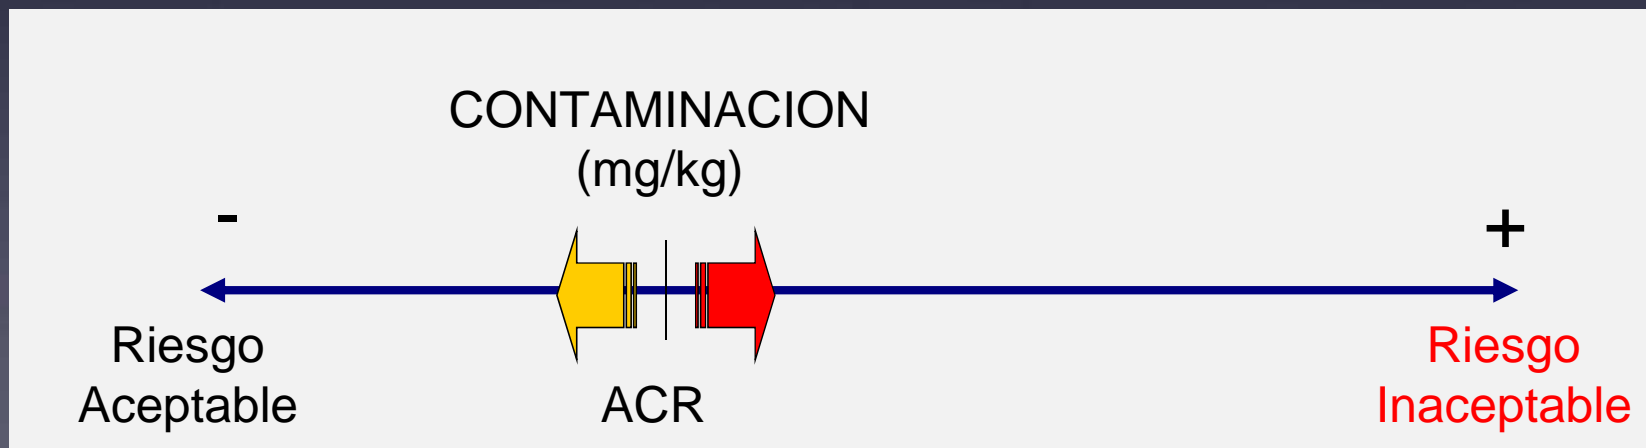 CONTAMINACION
(mg/kg)
-
+
Riesgo
Aceptable
ACR
Riesgo
Inaceptable